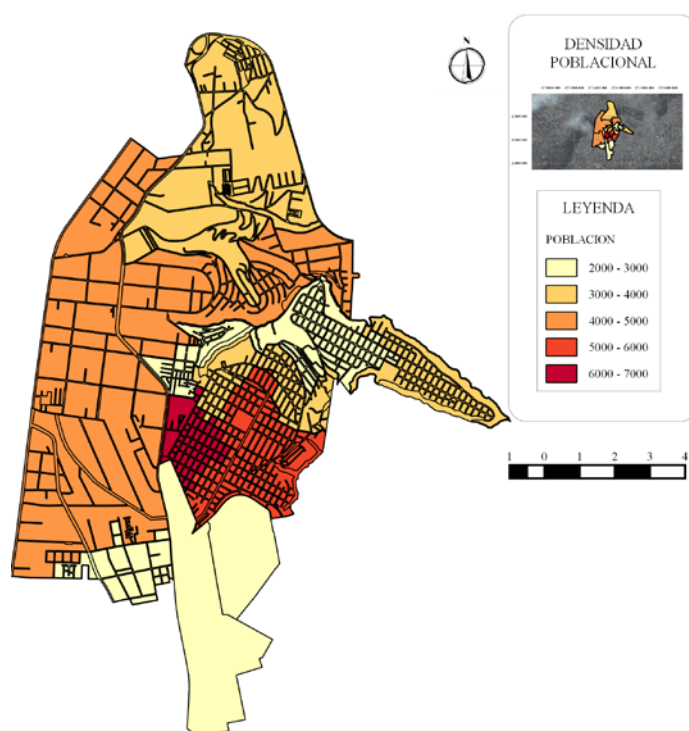 N
DENSIDAD
POBLACIONAL
LEYENDA
POBLACION
2000 - 3000
3000 - 4000
4000 - 5000
5000 - 6000
6000 - 7000
1 0 1 2 3 4